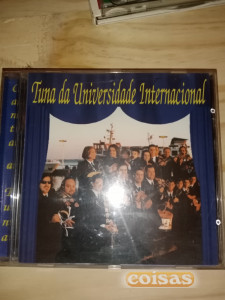 Tuna da Universidade Internacional
Canta a Tuna
coisas